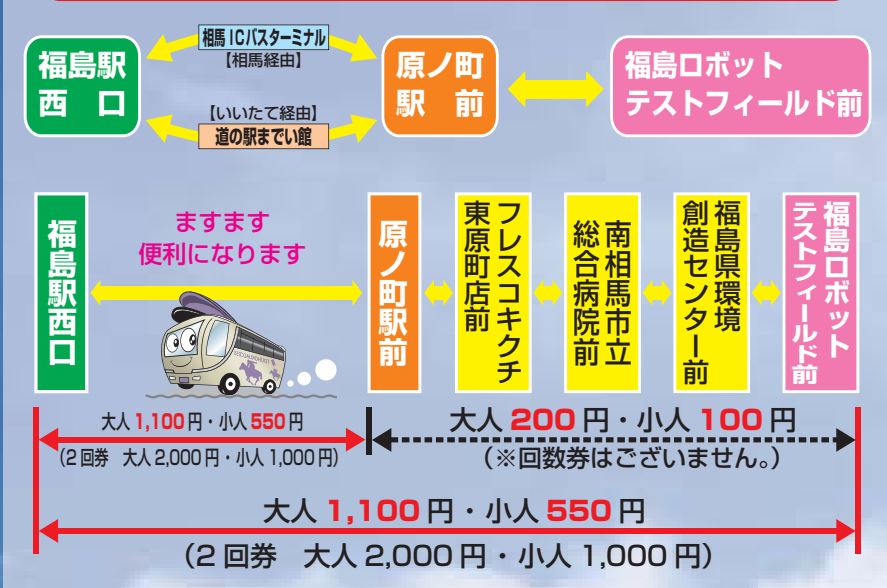 相馬ICバスターミナル
【相馬経由】
福島駅
西口
原ノ町
駅前
福島ロボット
テストフィールド前
【いいたて経由】
道の駅までい館
福島駅西口
ますます
便利になります
原ノ町駅前
フレスコキクチ
東原町店前
南相馬市立
総合病院前
福島県環境
創造センター前
福島ロボット
テストフィールド前
大人1,100円・小人550円
(2回券 大人2,000円・小人1,000円)
大人200円・小人100円
(※回数券はございません。)
大人1,100円・小人550円
(2回券 大人2,000円・小人1,000円)